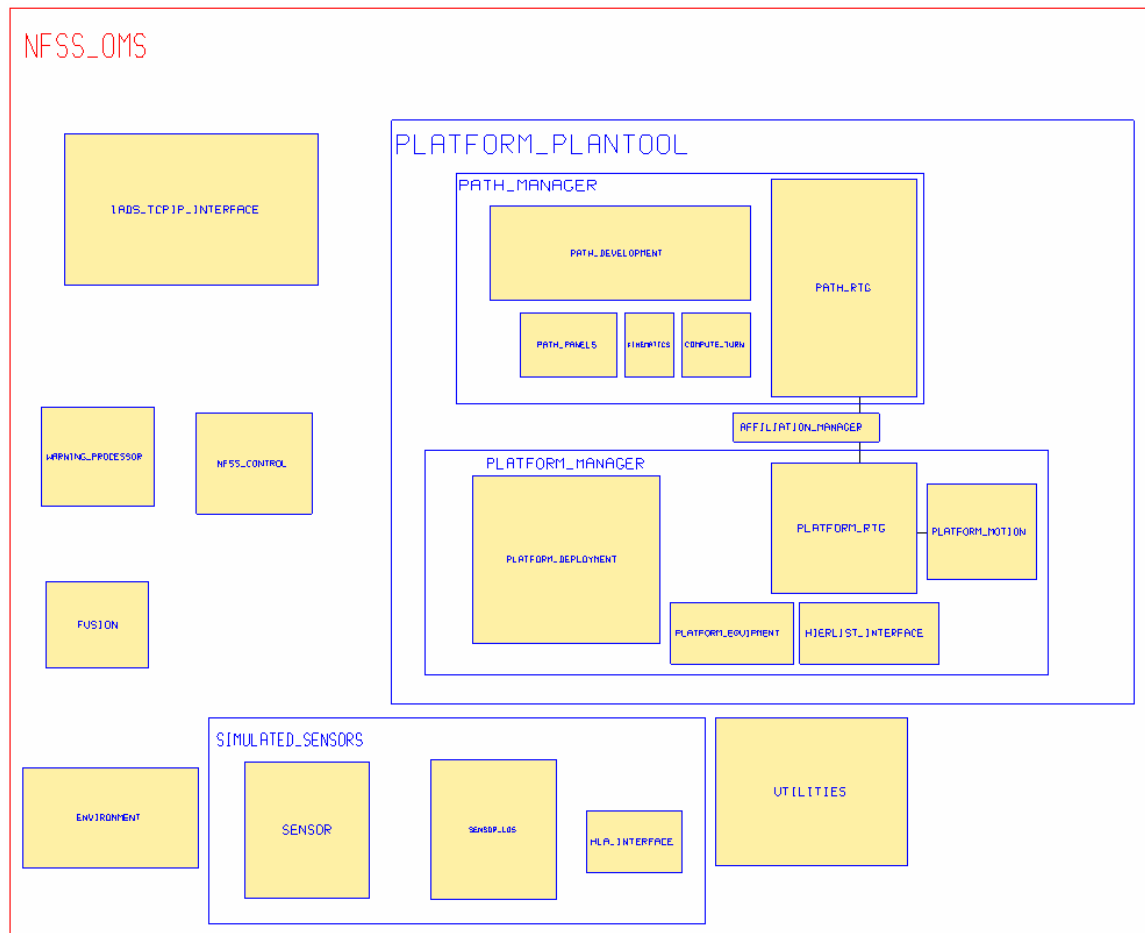 NFSS_OMS
PLATFORM_PLANTOOL
PATH_MANAGER
IADS_TCPIP_INTERFACE
PATH_DEVELOPMENT
PATH_RTG
PATH_PANELS
KINEMATICS
COMPUTE_TURN
AFFILIATION_MANAGER
WARNING_PROCESSOR
NFSS_CONTROL
PLATFORM_MANAGER
PLATFORM_RTG
PLATFORM_MOTION
PLATFORM_DEPLOYMENT
FUSION
PLATFORM_EQUIPMENT
HIERLIST_INTERFACE
SIMULATED_SENSORS
UTILITIES
ENVIRONMENT
SENSOR
SENSOR_LOS
HLA_INTERFACE